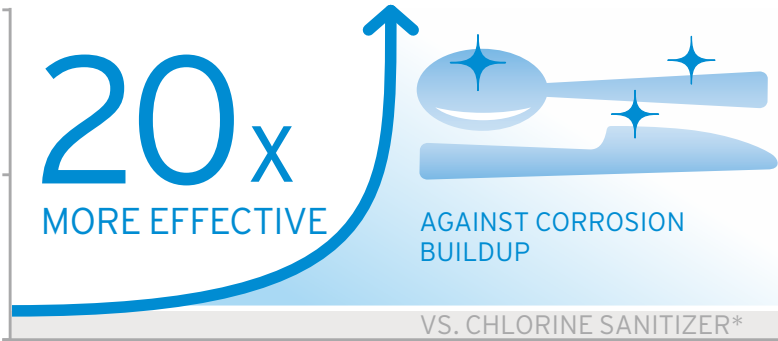 20x
MORE EFFECTIVE
AGAINST CORROSION
BUILDUP
VS. CHLORINE SANITIZER*